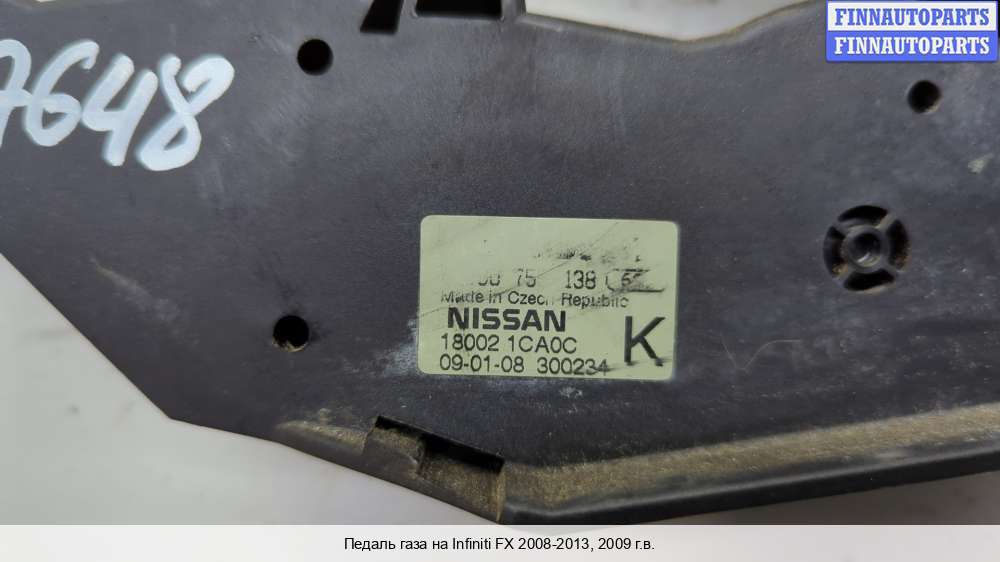 FINNAUTOPARTS
FINNAUTOPARTS
7648
75 138
Made in Czech Republic
NISSAN
18002 1CA0C K
09-01-08 300234
Педаль газа на Infiniti FX 2008-2013, 2009 г.в.